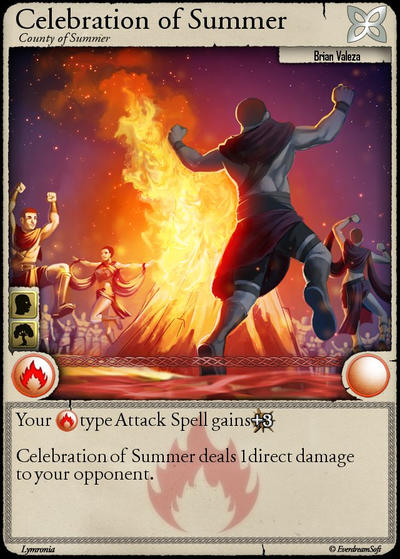 Celebration of Summer
County of Summer
Brian Valeza
Your type Attack Spell gains +3
Celebration of Summer deals 1 direct damage
to your opponent.
Lymronia
© EverdreamSoft